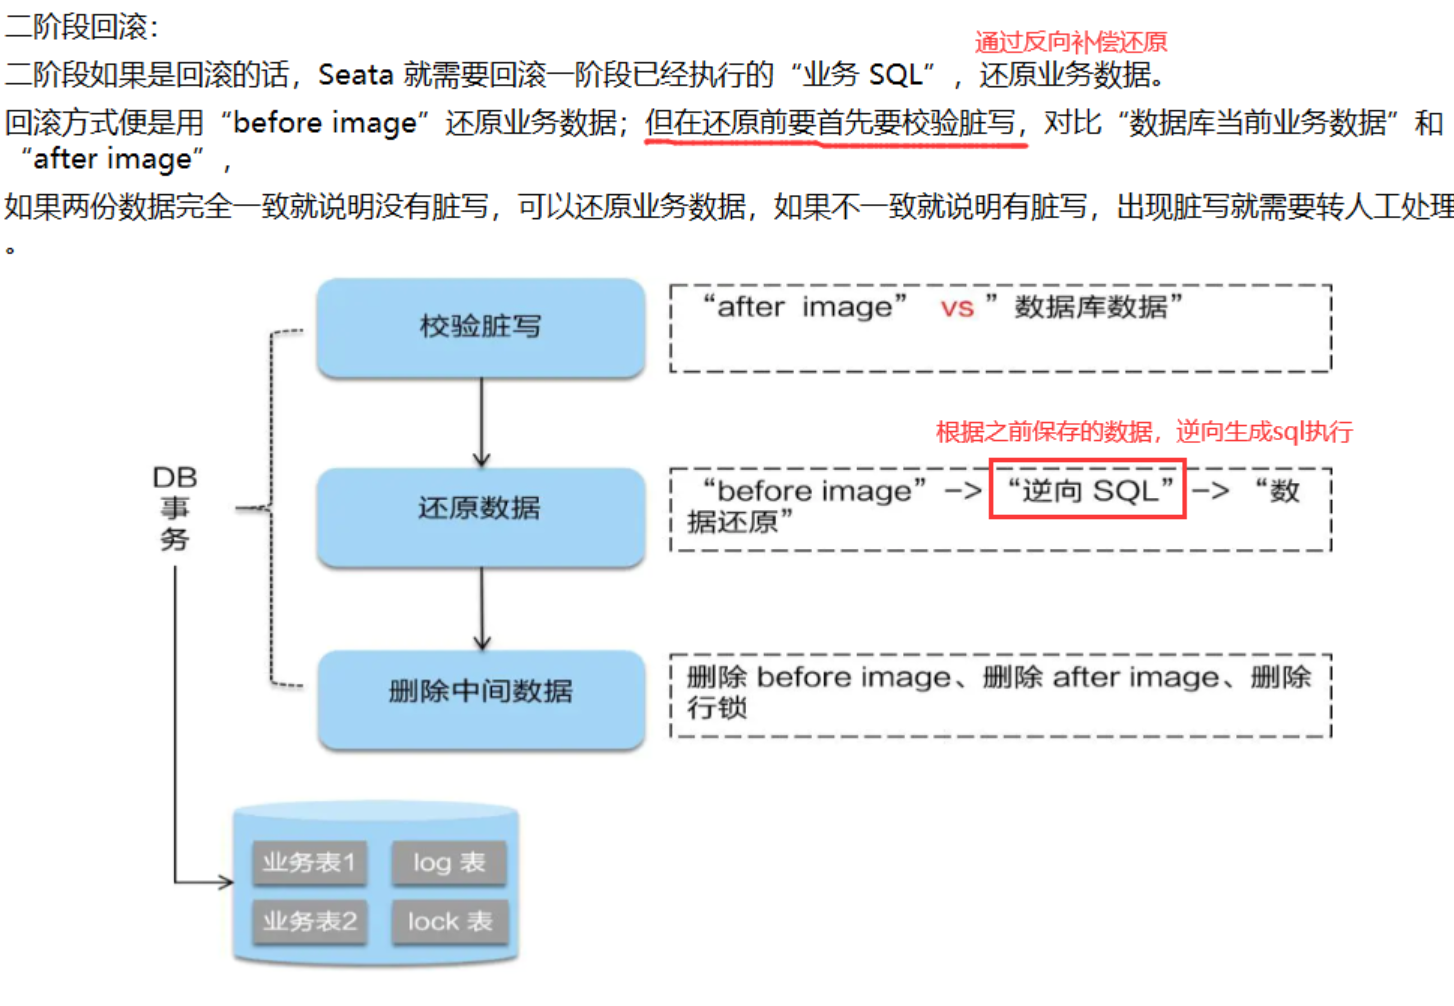 二阶段回滚：
通过反向补偿还原
二阶段如果是回滚的话，Seata 就需要回滚一阶段已经执行的“业务 SQL”，还原业务数据。
回滚方式便是用“before image”还原业务数据；但在还原前要首先要校验脏写，对比“数据库当前业务数据”和
“after image”，
如果两份数据完全一致就说明没有脏写，可以还原业务数据，如果不一致就说明有脏写，出现脏写就需要转人工处理
。
校验脏写
“after image” vs ”数据库数据”
根据之前保存的数据，逆向生成sql执行
DB
事
务
还原数据
“before image” –> “逆向 SQL” –> “数
据还原”
删除中间数据
删除 before image、删除 after image、删除
行锁
业务表1 log 表
业务表2 lock 表